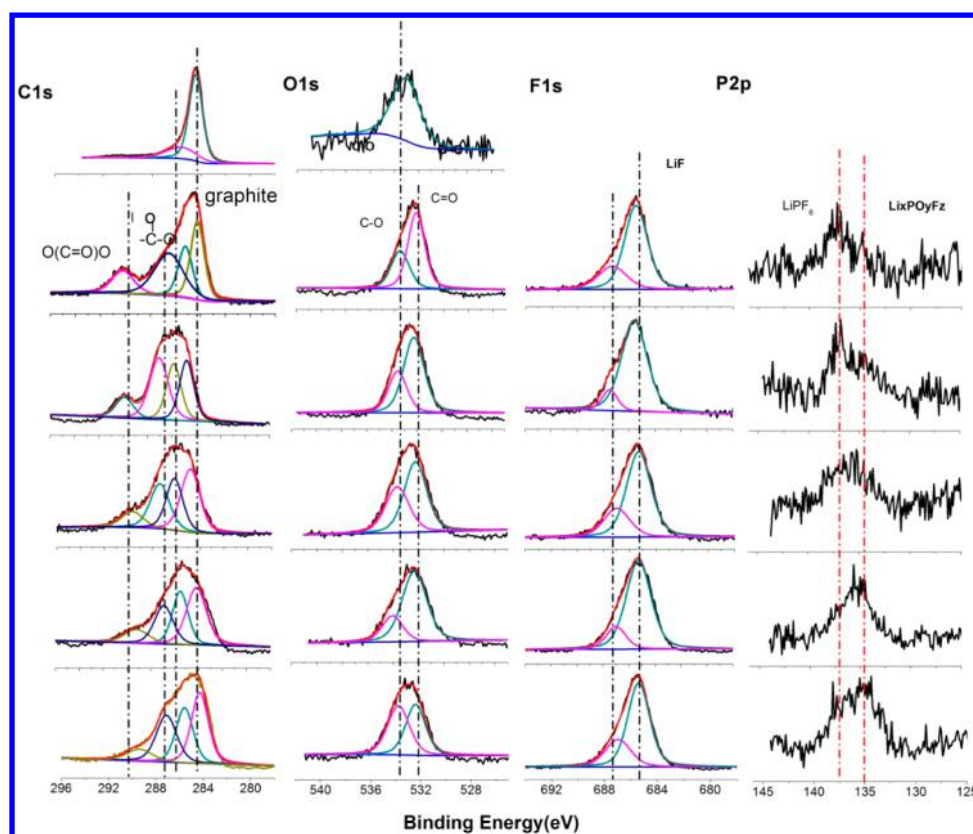 C1s
O1s
F1s
P2p
LiF
graphite
O
-C-O
O(C=O)O
C-O
C=O
LiPF6
LixPOyFz
296 292 288 284 280
540 536 532 528
688 684 680
145 140 135 130 125
Binding Energy(eV)